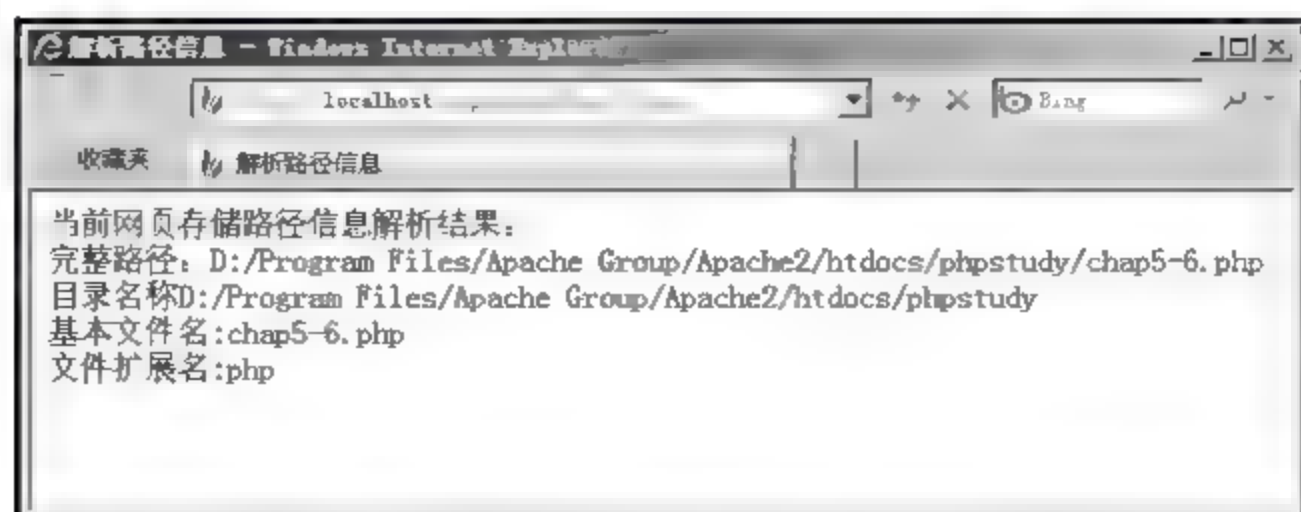 解析路径信息 - Windows Internet Explorer
localhost
Bing
收藏夹
解析路径信息
当前网页存储路径信息解析结果:
完整路径: D:/Program Files/Apache Group/Apache2/htdocs/phpstudy/chap5-6.php
目录名称D:/Program Files/Apache Group/Apache2/htdocs/phpstudy
基本文件名:chap5-6.php
文件扩展名:php